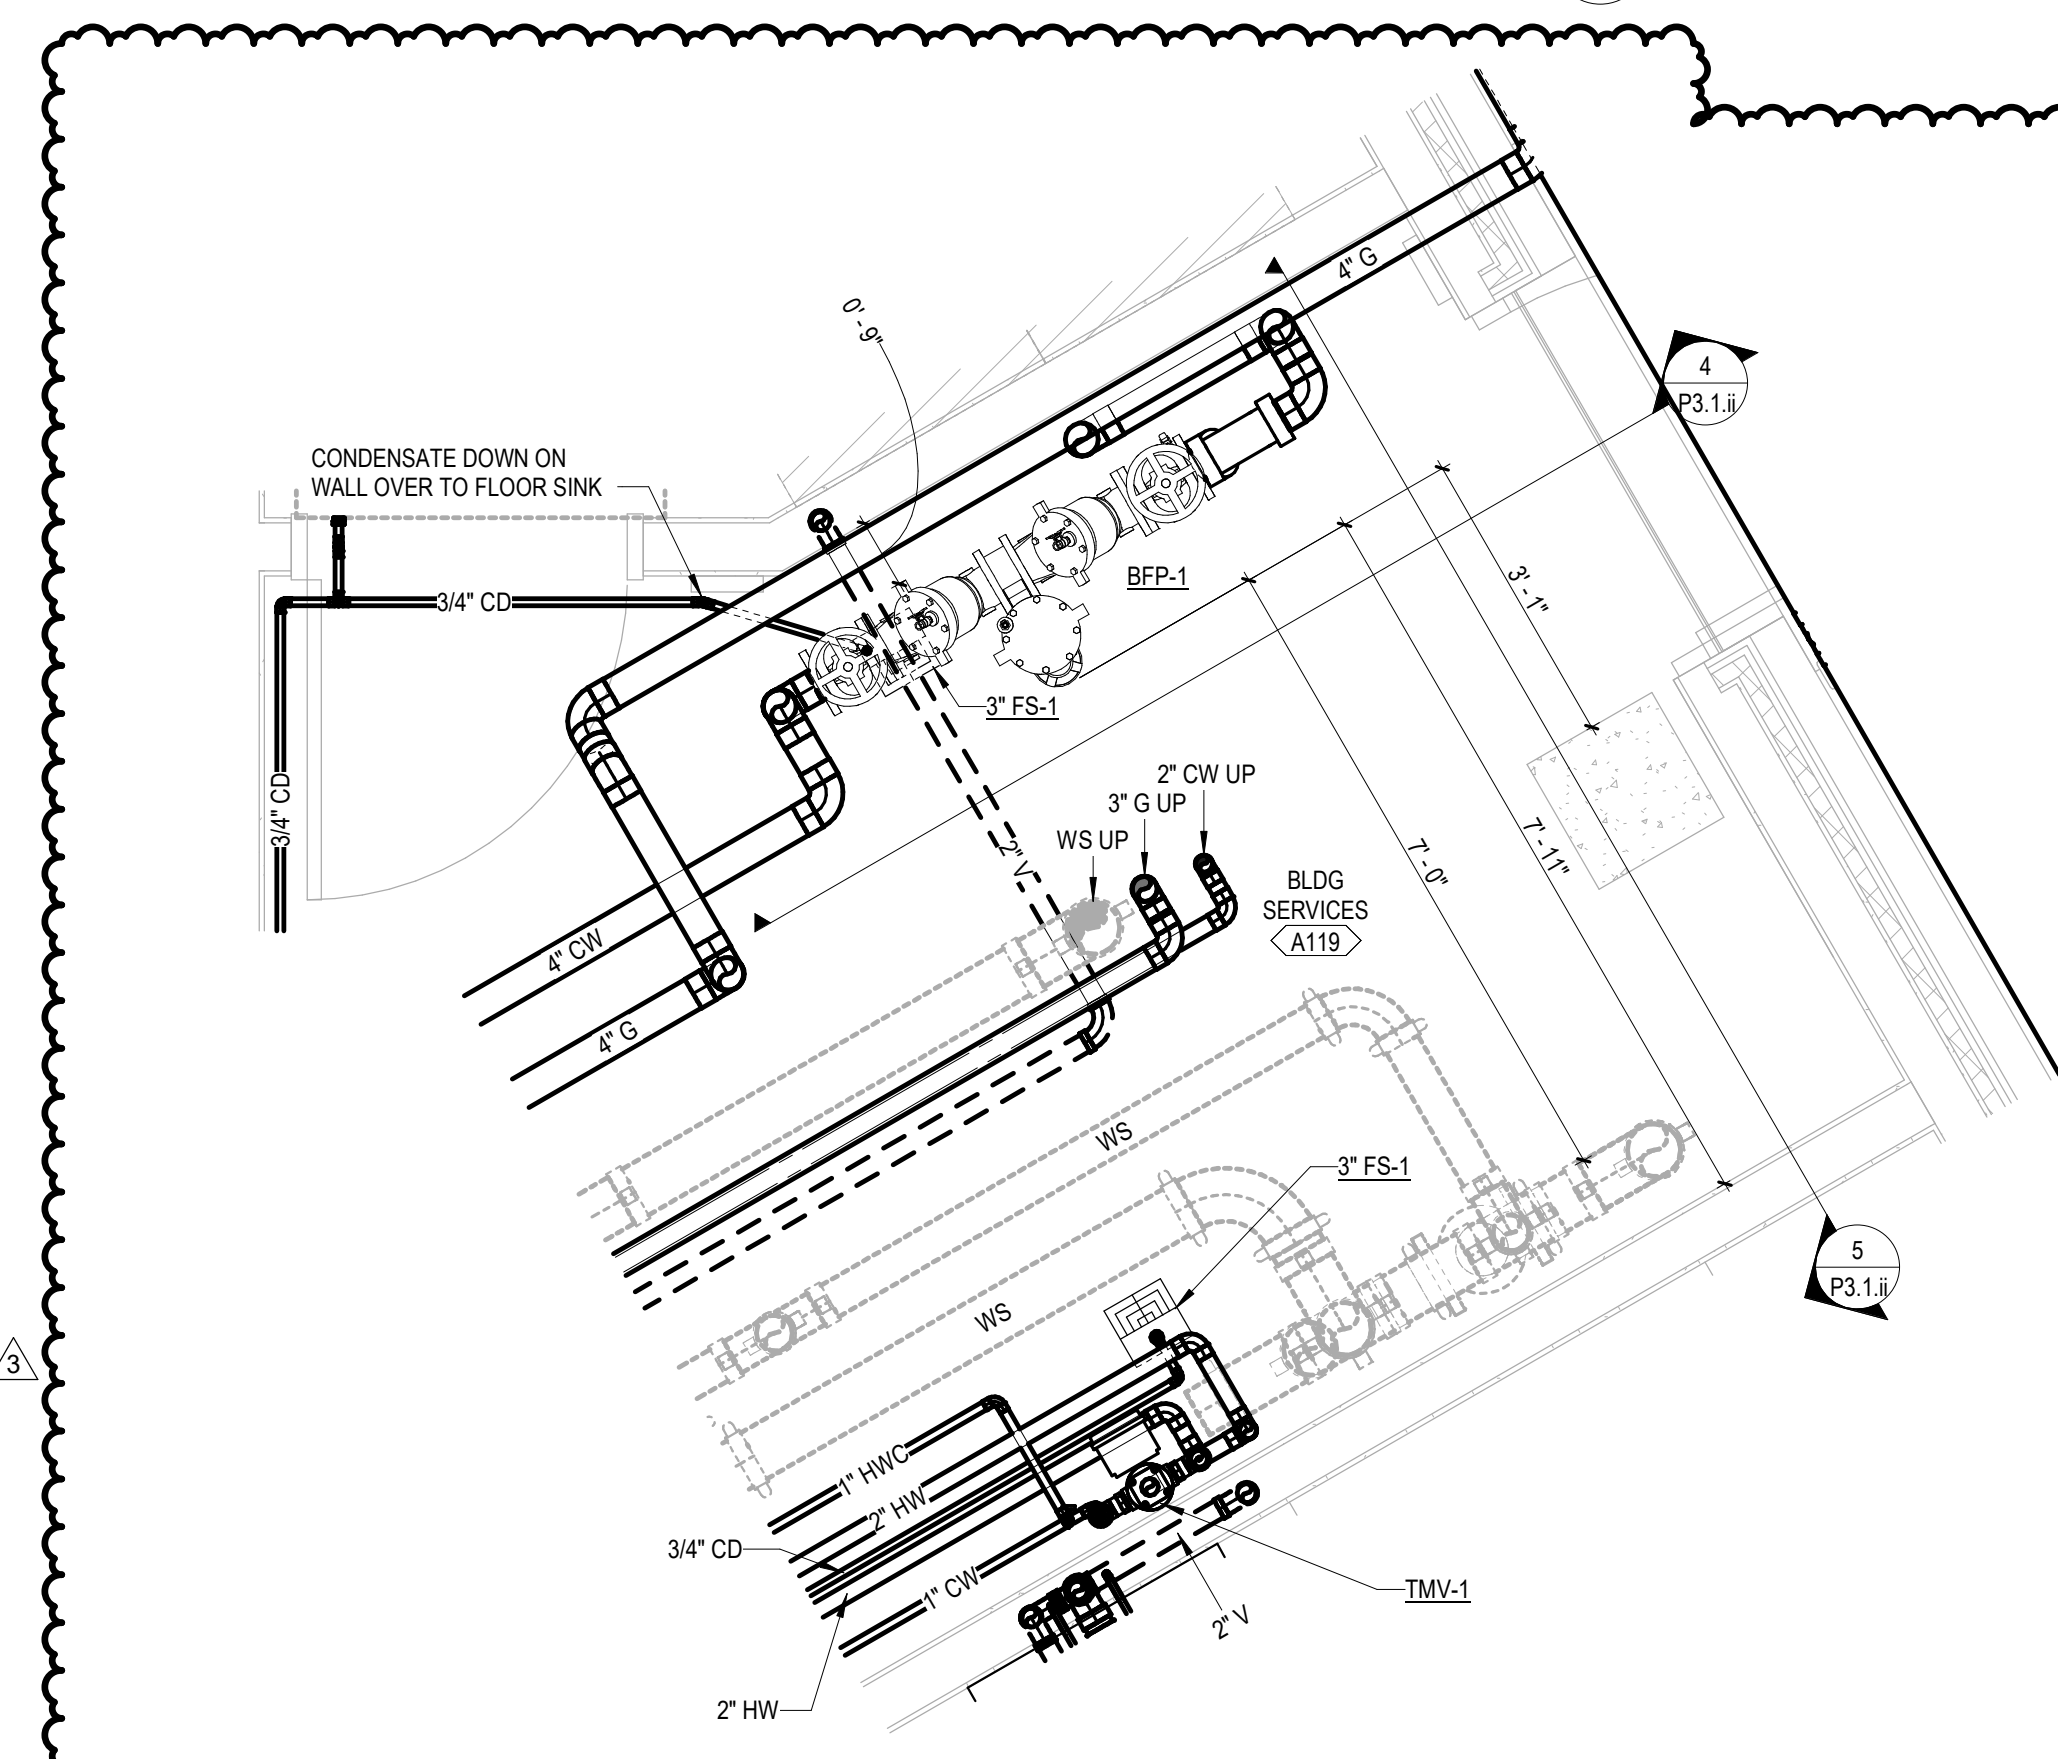 4" G
0' - 9"
4
P3.1.ii
CONDENSATE DOWN ON
WALL OVER TO FLOOR SINK
BFP-1
3' - 1"
3/4" CD
3" FS-1
2" CW UP
3" G UP
WS UP
3/4" CD
2" V
7' - 0"
7' - 11"
BLDG
SERVICES
A119
4" CW
4" G
WS
3" FS-1
5
P3.1.ii
WS
3
1" HWC
2" HW
3/4" CD
1" CW
TMV-1
2" V
2" HW